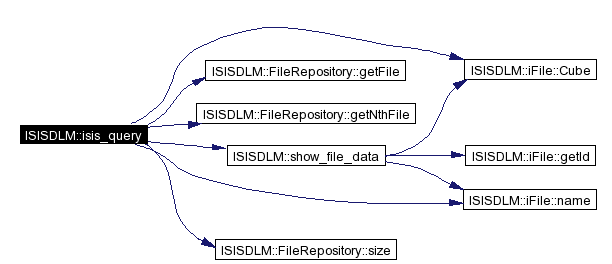 ISISDLM::iFile::Cube
ISISDLM::FileRepository::getFile
ISISDLM::FileRepository::getNthFile
ISISDLM::isis_query
ISISDLM::show_file_data
ISISDLM::iFile::getId
ISISDLM::iFile::name
ISISDLM::FileRepository::size